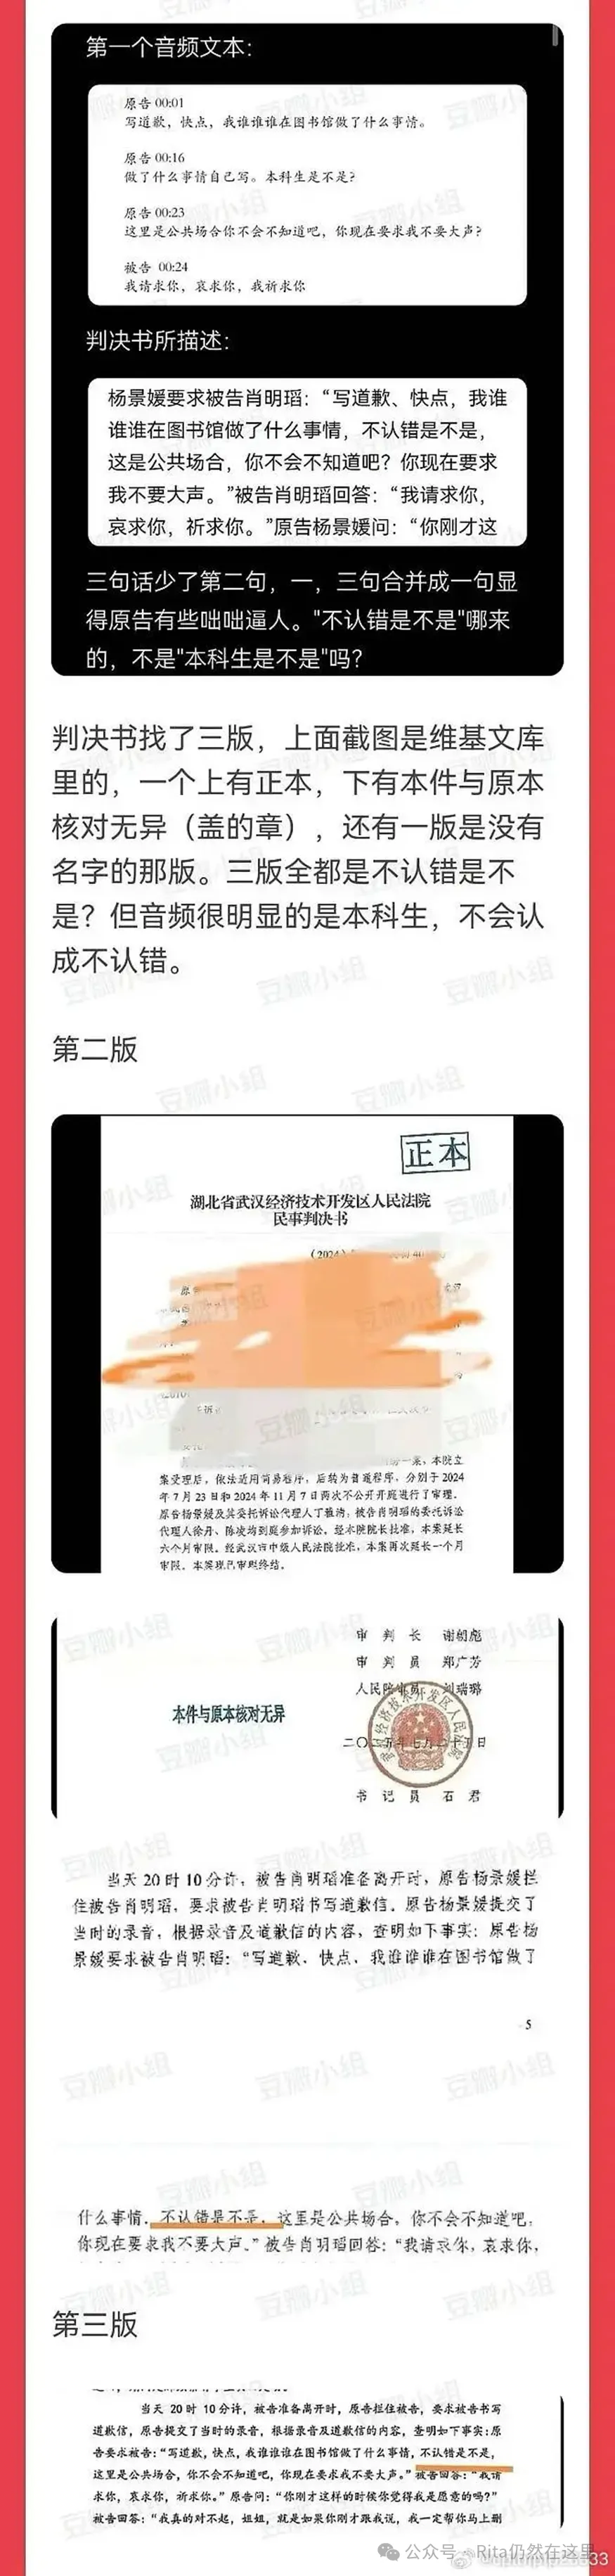 第一个音频文本:
原告 00:01
写道歉，快点，我谁谁谁在图书馆做了什么事情。
原告 00:16
做了什么事情自己写。本科生是不是?
原告 00:23
这里是公共场合你不会不知道吧，你现在要求我不要大声?
被告 00:24
我请求你，哀求你，我祈求你
判决书所描述:
杨景媛要求被告肖明瑫:“写道歉、快点，我谁
谁谁在图书馆做了什么事情，不认错是不是，
这是公共场合，你不会不知道吧? 你现在要求
我不要大声。”被告肖明瑫回答:“我请求你，
哀求你，祈求你。”原告杨景媛问:“你刚才这
三句话少了第二句，一，三句合并成一句显
得原告有些咄咄逼人。"不认错是不是"哪来
的，不是"本科生是不是"吗?
判决书找了三版，上面截图是维基文库
里的，一个上有正本，下有本件与原本
核对无异（盖的章），还有一版是没有
名字的那版。三版全都是不认错是不
是? 但音频很明显的是本科生，不会认
成不认错。
第二版
正本
湖北省武汉经济技术开发区人民法院
民事判决书
（2024）
一案，本院立
案受理后，依法适用简易程序，后转为普通程序，分别于2024
年7月23日和2024年11月7日两次不公开开庭进行了审理。
原告杨景媛及其委托诉讼代理人丁雅清，被告肖明瑫的委托诉讼
代理人徐丹、陈凌均到庭参加诉讼。经本院院长批准，本案延长
六个月审限。经武汉市中级人民法院批准，本案再次延长一个月
审限。本案现已审理终结。
审 判 长 谢朝彪
审 判 员 郑广芳
人民陪审员 刘瑞璐
本件与原本核对无异
二〇二五年七月二十五日
书 记 员 石 君
当天20时10分许，被告肖明瑫准备离开时，原告杨景媛拦
住被告肖明瑫，要求被告肖明瑫书写道歉信。原告杨景媛提交了
当时的录音，根据录音及道歉信的内容，查明如下事实: 原告杨
景媛要求被告肖明瑫:“写道歉、快点，我谁谁谁在图书馆做了
5
什么事情，不认错是不是，这里是公共场合，你不会不知道吧，
你现在要求我不要大声。”被告肖明瑫回答:“我请求你，哀求你，
第三版
当天 20时 10分许，被告准备离开时，原告拦住被告，要求被告书写
道歉信，原告提交了当时的录音，根据录音及道歉信的内容，查明如下事实:原
告要求被告:“写道歉，快点，我谁谁谁在图书馆做了什么事情，不认错是不是，
这里是公共场合，你不会不知道吧，你现在要求我不要大声。”被告回答:“我请
求你，哀求你，祈求你。”原告问:“你刚才这样的时候你觉得我是愿意的吗?”
被告回答:“我真的对不起，姐姐，就是如果你刚才跟我说，我一定帮你马上删
公众号 · Rita仍然在这里